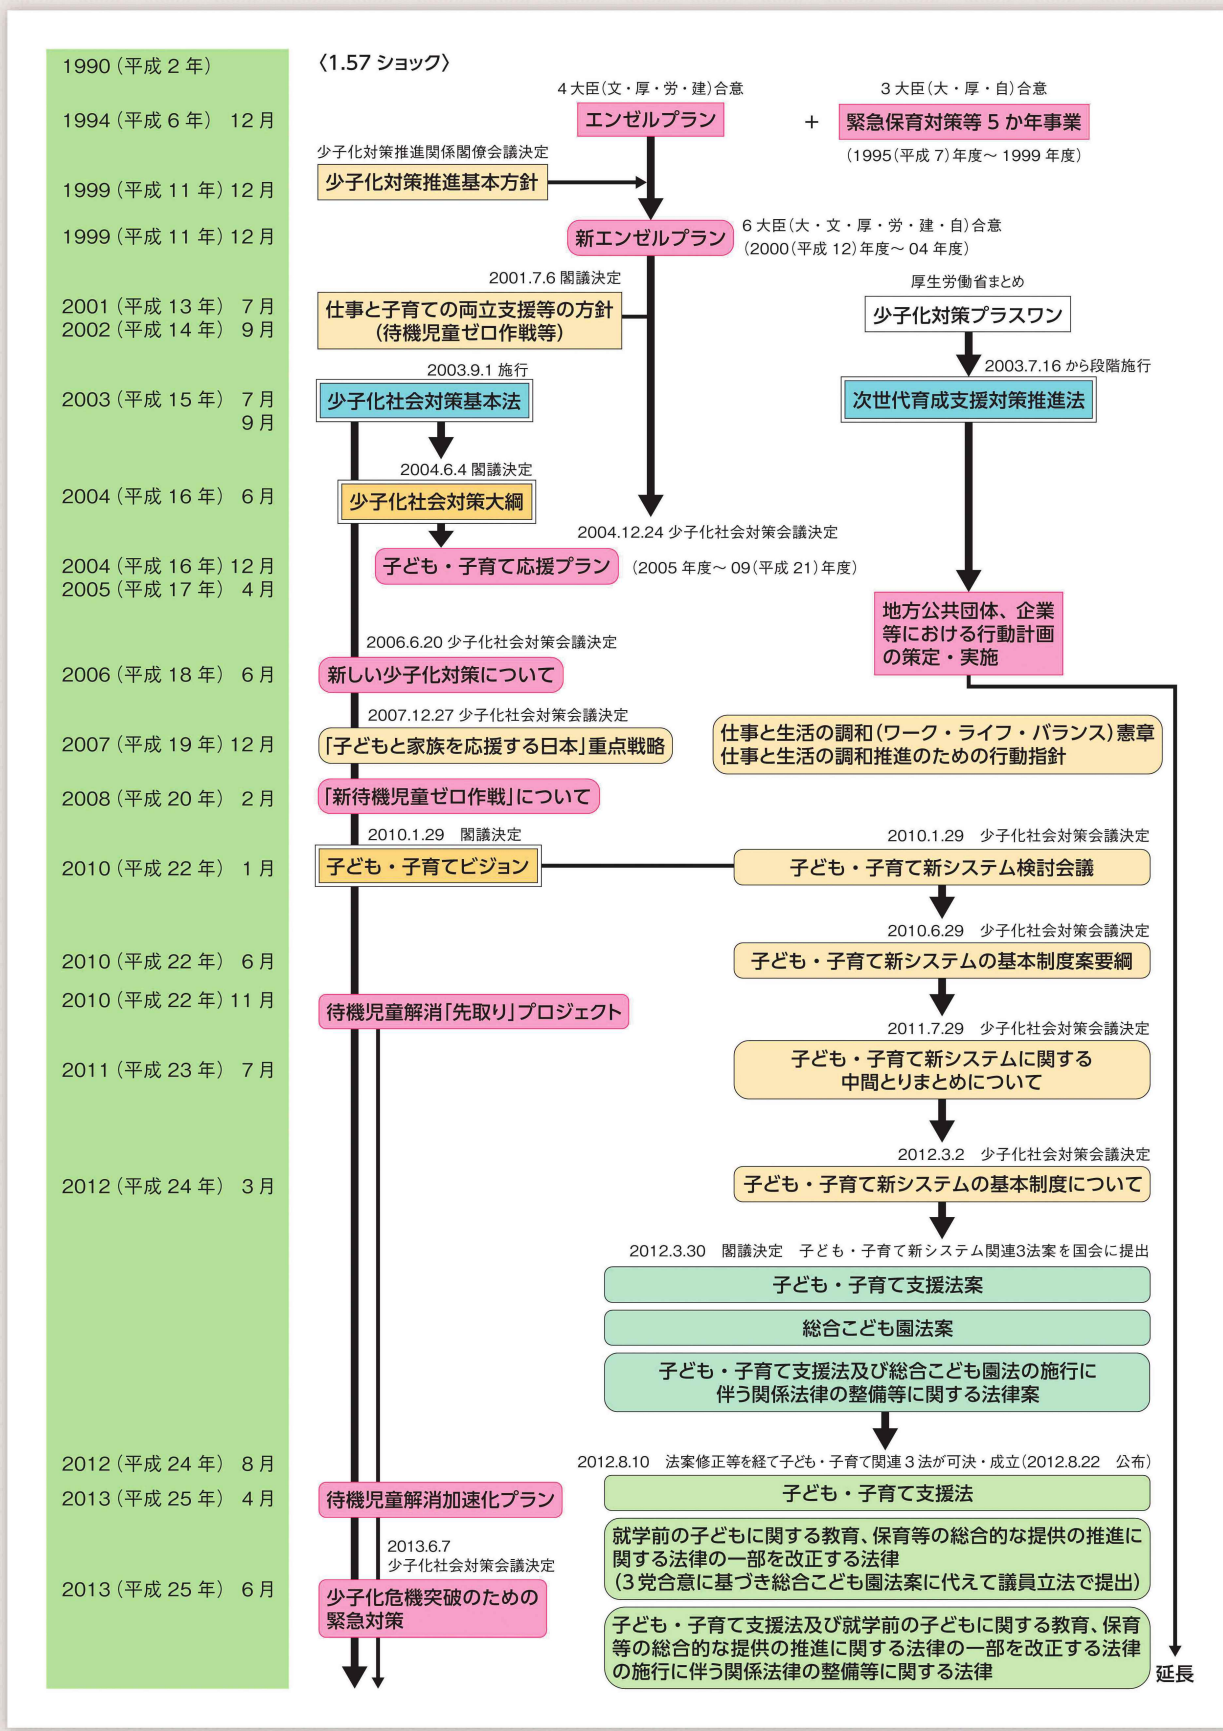 1990（平成 2 年）
〈1.57 ショック〉
4 大臣（文・厚・労・建）合意
3 大臣（大・厚・自）合意
1994（平成 6 年） 12 月
エンゼルプラン
+
緊急保育対策等 5 か年事業
（1995（平成 7）年度～ 1999 年度）
少子化対策推進関係閣僚会議決定
1999（平成 11 年）12 月
少子化対策推進基本方針
1999（平成 11 年）12 月
新エンゼルプラン
6 大臣（大・文・厚・労・建・自）合意
（2000（平成 12）年度～ 04 年度）
2001.7.6 閣議決定
厚生労働省まとめ
2001（平成 13 年） 7 月
2002（平成 14 年） 9 月
仕事と子育ての両立支援等の方針
（待機児童ゼロ作戦等）
少子化対策プラスワン
2003.9.1 施行
2003.7.16 から段階施行
2003（平成 15 年） 7 月
9 月
少子化社会対策基本法
次世代育成支援対策推進法
2004.6.4 閣議決定
2004（平成 16 年） 6 月
少子化社会対策大綱
2004.12.24 少子化社会対策会議決定
2004（平成 16 年）12 月
2005（平成 17 年） 4 月
子ども・子育て応援プラン
（2005 年度～ 09（平成 21）年度）
地方公共団体、企業
等における行動計画
の策定・実施
2006.6.20 少子化社会対策会議決定
2006（平成 18 年） 6 月
新しい少子化対策について
2007.12.27 少子化社会対策会議決定
2007（平成 19 年）12 月
「子どもと家族を応援する日本」重点戦略
仕事と生活の調和（ワーク・ライフ・バランス）憲章
仕事と生活の調和推進のための行動指針
2008（平成 20 年） 2 月
「新待機児童ゼロ作戦」について
2010.1.29　閣議決定
2010.1.29　少子化社会対策会議決定
2010（平成 22 年） 1 月
子ども・子育てビジョン
子ども・子育て新システム検討会議
2010.6.29　少子化社会対策会議決定
2010（平成 22 年） 6 月
子ども・子育て新システムの基本制度案要綱
2010（平成 22 年）11 月
待機児童解消「先取り」プロジェクト
2011.7.29　少子化社会対策会議決定
2011（平成 23 年） 7 月
子ども・子育て新システムに関する
中間とりまとめについて
2012.3.2　少子化社会対策会議決定
2012（平成 24 年） 3 月
子ども・子育て新システムの基本制度について
2012.3.30　閣議決定　子ども・子育て新システム関連3法案を国会に提出
子ども・子育て支援法案
総合こども園法案
子ども・子育て支援法及び総合こども園法の施行に
伴う関係法律の整備等に関する法律案
2012（平成 24 年） 8 月
2012.8.10　法案修正等を経て子ども・子育て関連 3 法が可決・成立（2012.8.22　公布）
2013（平成 25 年） 4 月
待機児童解消加速化プラン
子ども・子育て支援法
就学前の子どもに関する教育、保育等の総合的な提供の推進に
関する法律の一部を改正する法律
（3 党合意に基づき総合こども園法案に代えて議員立法で提出）
2013.6.7
少子化社会対策会議決定
2013（平成 25 年） 6 月
少子化危機突破のための
緊急対策
子ども・子育て支援法及び就学前の子どもに関する教育、保育
等の総合的な提供の推進に関する法律の一部を改正する法律
の施行に伴う関係法律の整備等に関する法律
延長